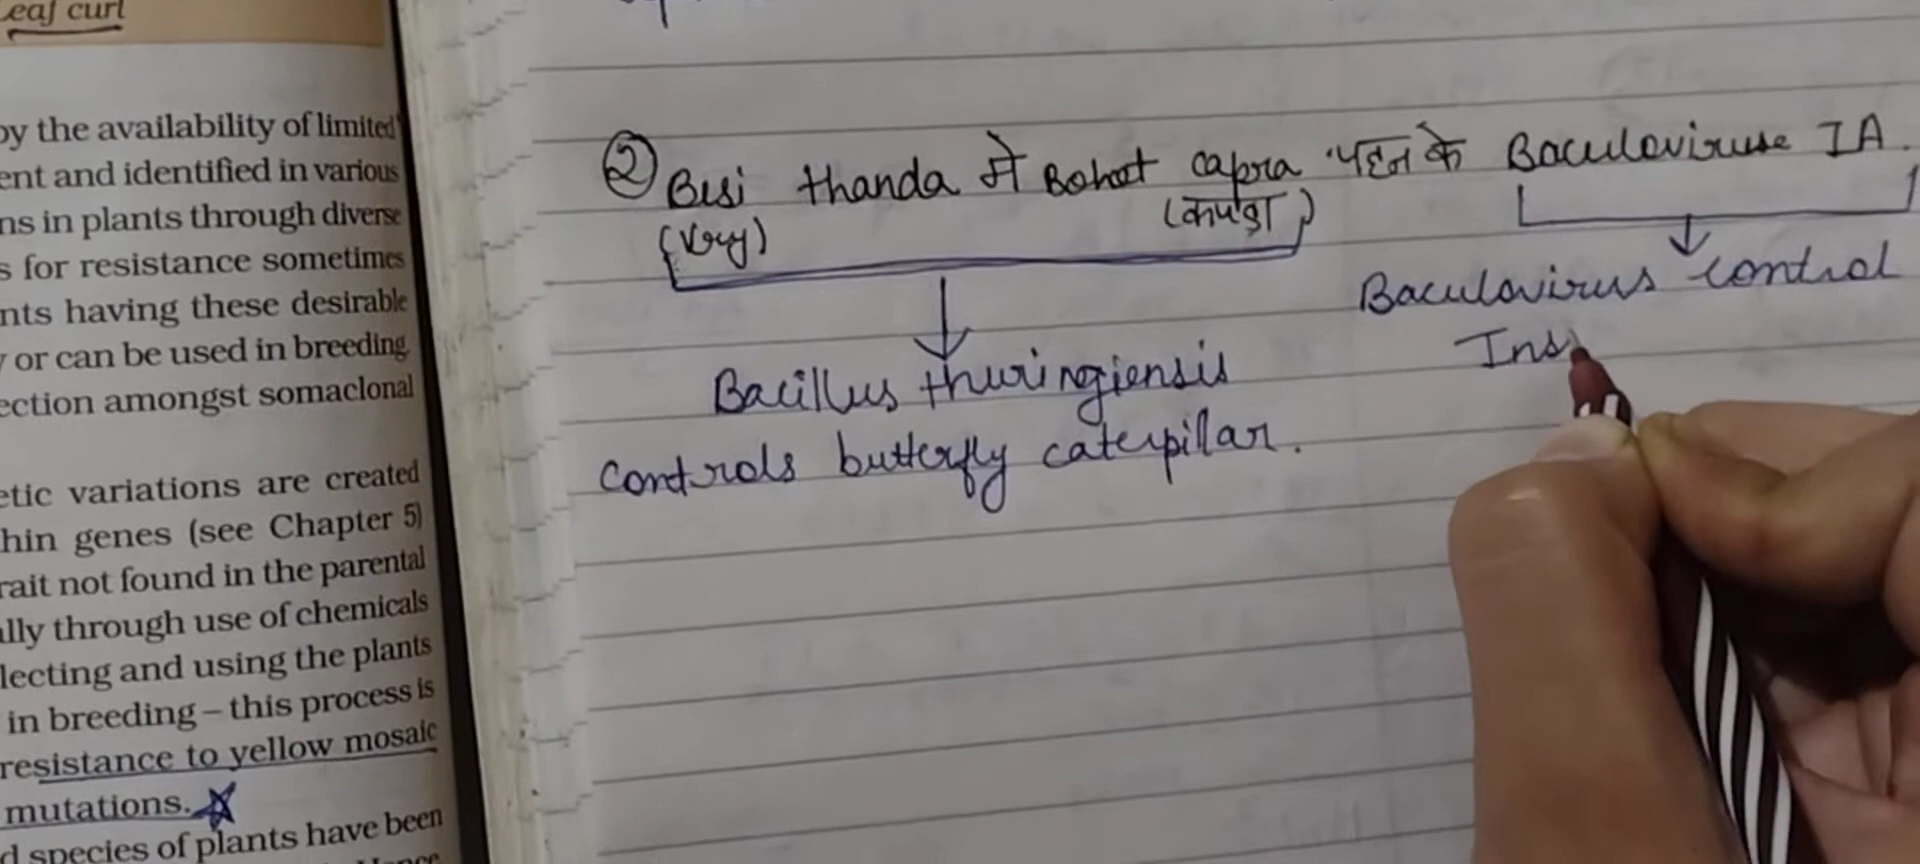 eaf curl
by the availability of limited
ent and identified in various
ns in plants through diverse
s for resistance sometimes
nts having these desirable
y or can be used in breeding
ection amongst somaclonal
etic variations are created
hin genes (see Chapter 5)
rait not found in the parental
ally through use of chemicals
lecting and using the plants
in breeding – this process is
resistance to yellow mosaic
mutations.
d species of plants have been
② Besi thanda में Bohot capra पहन के Baculoviruse IA.
(Very) (कपड़ा)
Baculovirus control
Ins
Bacillus thuringiensis
controls butterfly caterpillar.